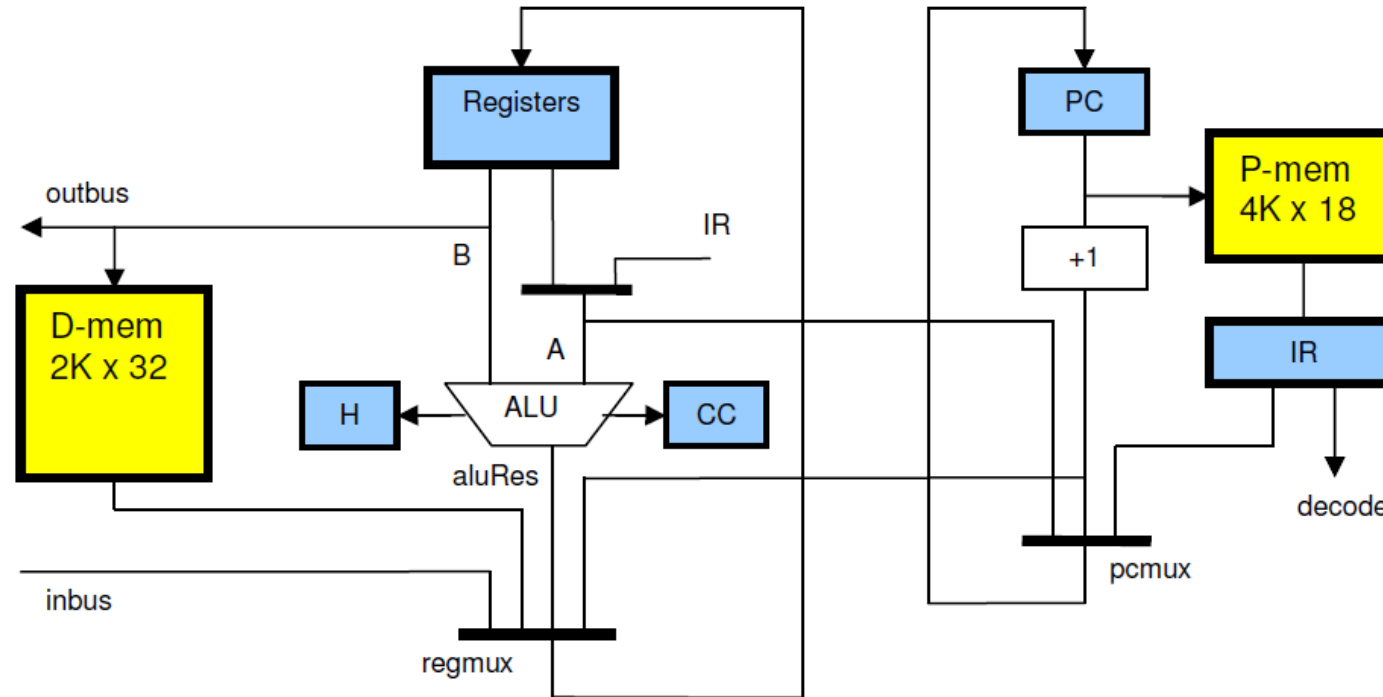 Registers
PC
P-mem
4K x 18
outbus
IR
B
+1
D-mem
2K x 32
A
IR
H
ALU
CC
aluRes
decode
pcmux
inbus
regmux